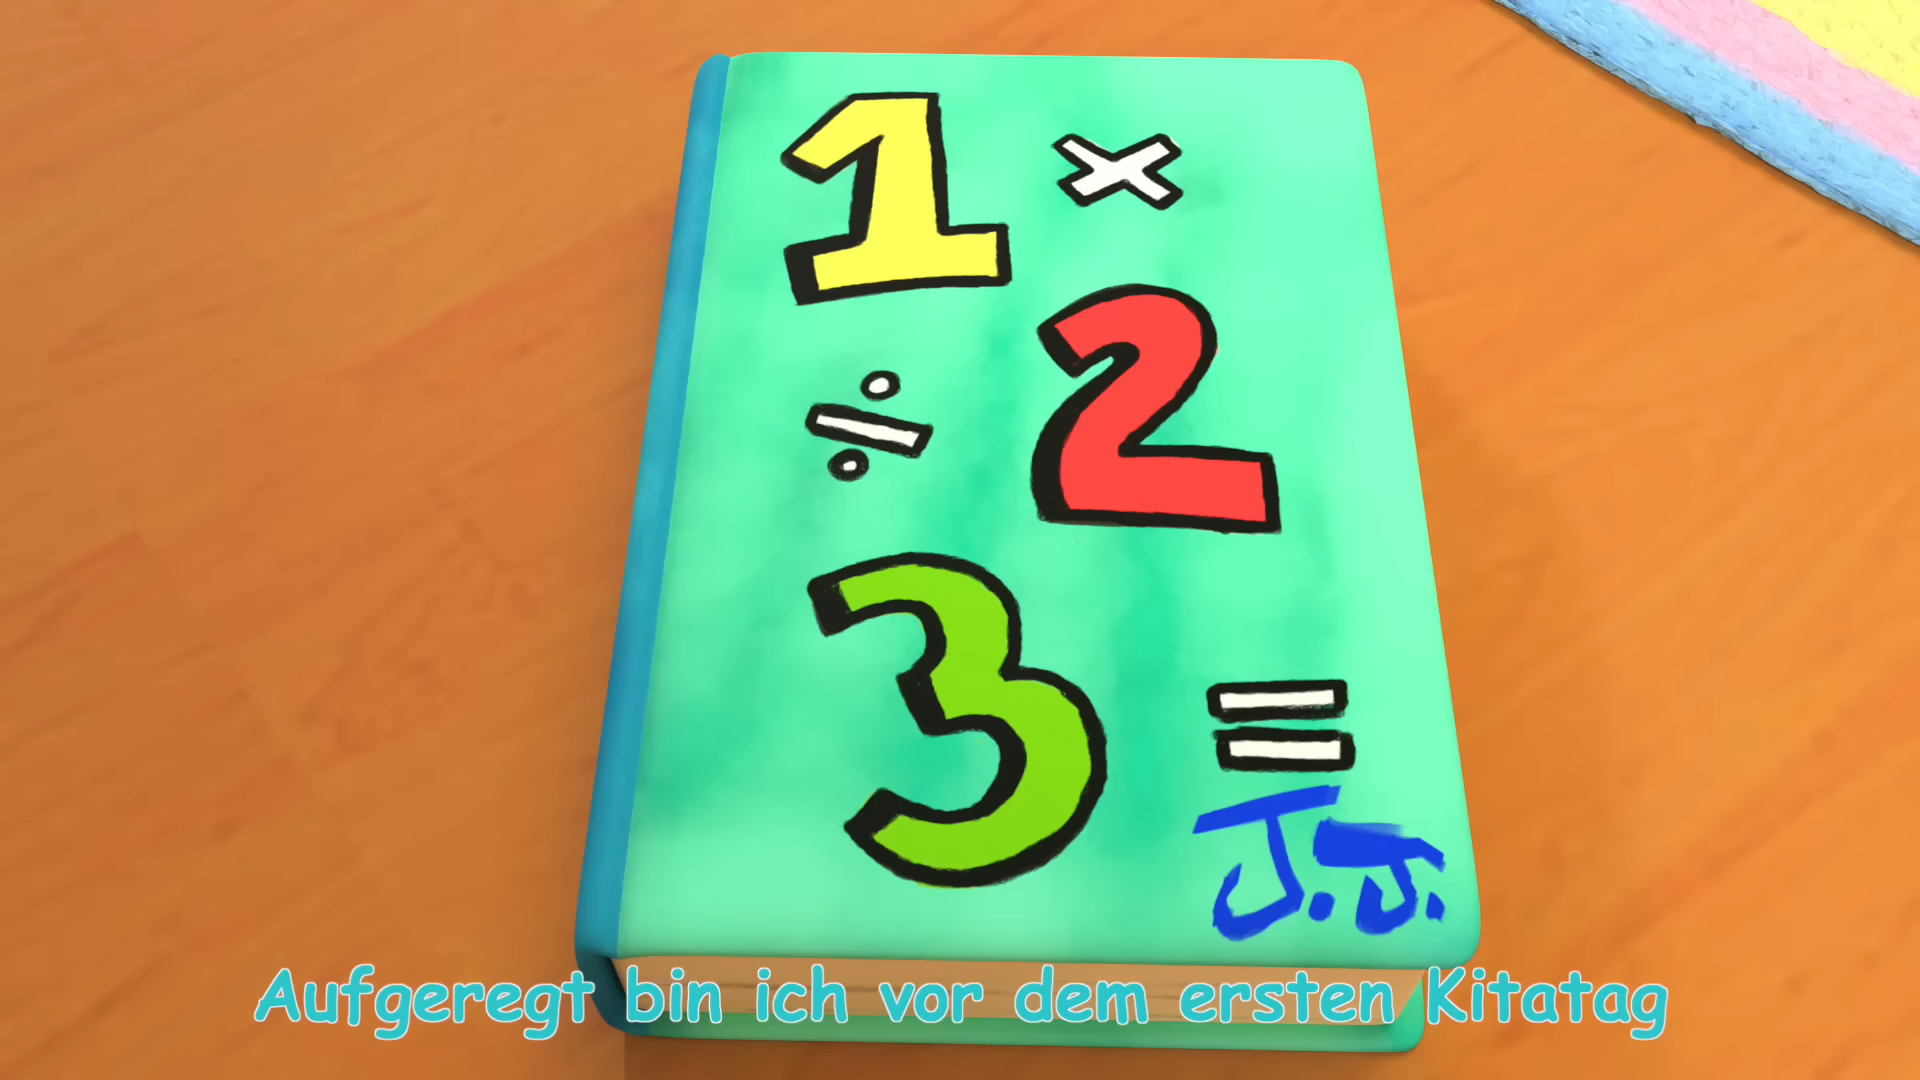 1 ×
÷ 2
3 =
J.J.
Aufgeregt bin ich vor dem ersten Kitatag